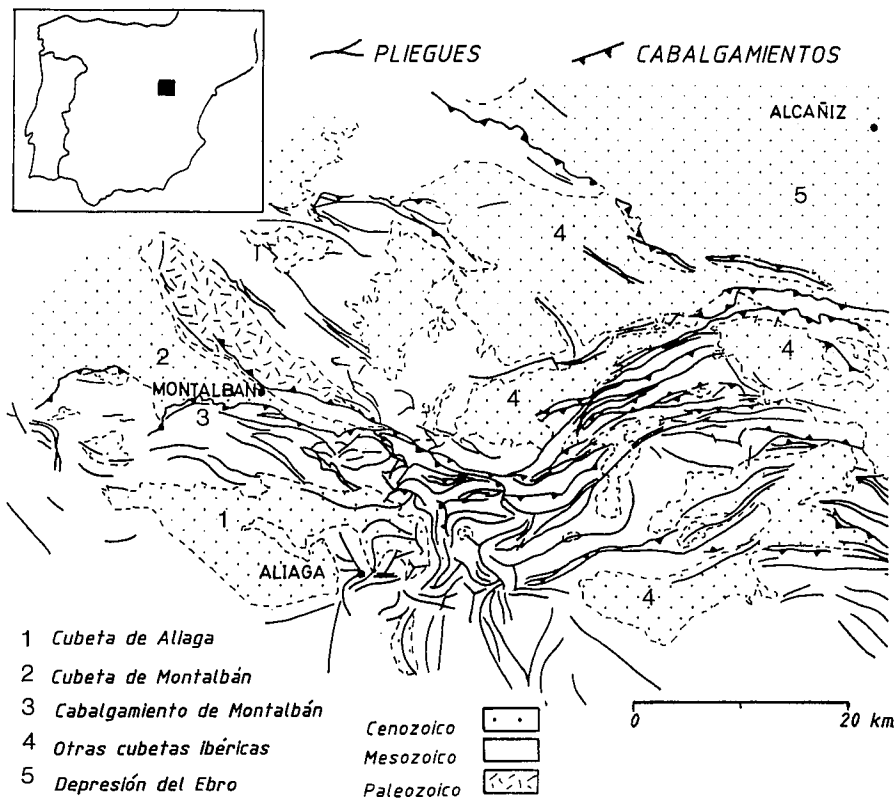 PLIEGUES
CABALGAMIENTOS
ALCAÑIZ
5
4
2
MONTALBÁN
3
4
4
1
ALIAGA
4
1 Cubeta de Aliaga
2 Cubeta de Montalbán
3 Cabalgamiento de Montalbán
4 Otras cubetas Ibéricas
5 Depresión del Ebro
Cenozoico
Mesozoico
Paleozoico
0 20 km